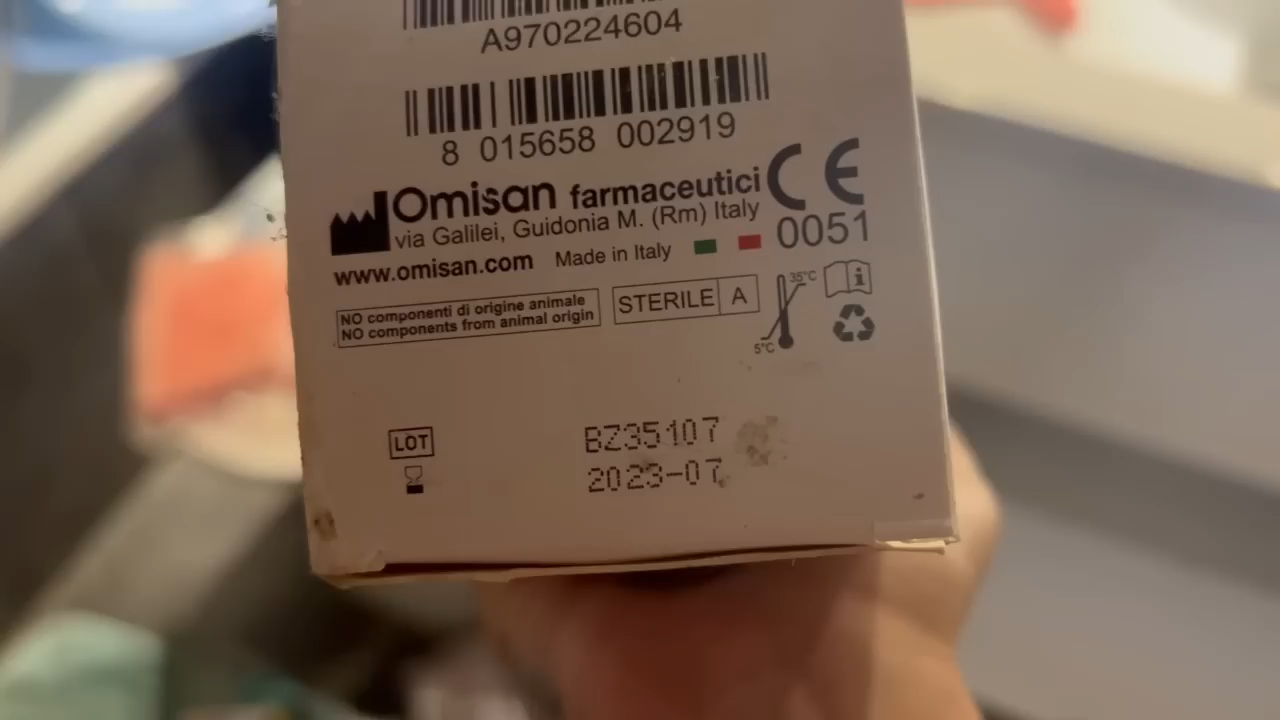 A970224604
8 015658 002919
Omisan farmaceutici CE
via Galilei, Guidonia M. (Rm) Italy 0051
www.omisan.com Made in Italy
NO componenti di origine animale
NO components from animal origin
STERILE A
35°C
5°C
LOT BZ35107
2023-07